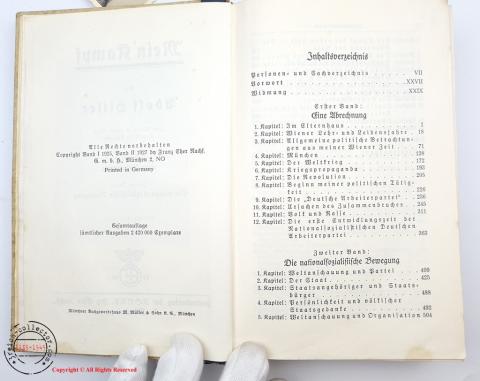 Mein Kampf
Adolf Hitler
Alle Rechte vorbehalten
Copyright Band I 1925, Band II 1927 by Franz Eher Nachf.
G. m. b. H., München 2, NO
Printed in Germany
Gesamtauflage
sämtlicher Ausgaben 2 420 000 Exemplare
Münchner Buchgewerbehaus M. Müller & Sohn K. G., München
Inhaltsverzeichnis
Personen- und Sachverzeichnis VII
Vorwort XXVII
Widmung XXIX
Erster Band:
Eine Abrechnung
1. Kapitel: Im Elternhaus 1
2. Kapitel: Wiener Lehr- und Leidensjahre 18
3. Kapitel: Allgemeine politische Betrachtun-
gen aus meiner Wiener Zeit 71
4. Kapitel: München 138
5. Kapitel: Der Weltkrieg 172
6. Kapitel: Kriegspropaganda 193
7. Kapitel: Die Revolution 205
8. Kapitel: Beginn meiner politischen Tätig-
keit 226
9. Kapitel: Die „Deutsche Arbeiterpartei" 236
10. Kapitel: Ursachen des Zusammenbruches 245
11. Kapitel: Volk und Rasse 311
12. Kapitel: Die erste Entwicklungszeit der
Nationalsozialistischen Deutschen
Arbeiterpartei 363
Zweiter Band:
Die nationalsozialistische Bewegung
1. Kapitel: Weltanschauung und Partei 409
2. Kapitel: Der Staat 425
3. Kapitel: Staatsangehöriger und Staats-
bürger 488
4. Kapitel: Persönlichkeit und völkischer
Staatsgedanke 492
5. Kapitel: Weltanschauung und Organisation 504
Copyright © All Rights Reserved